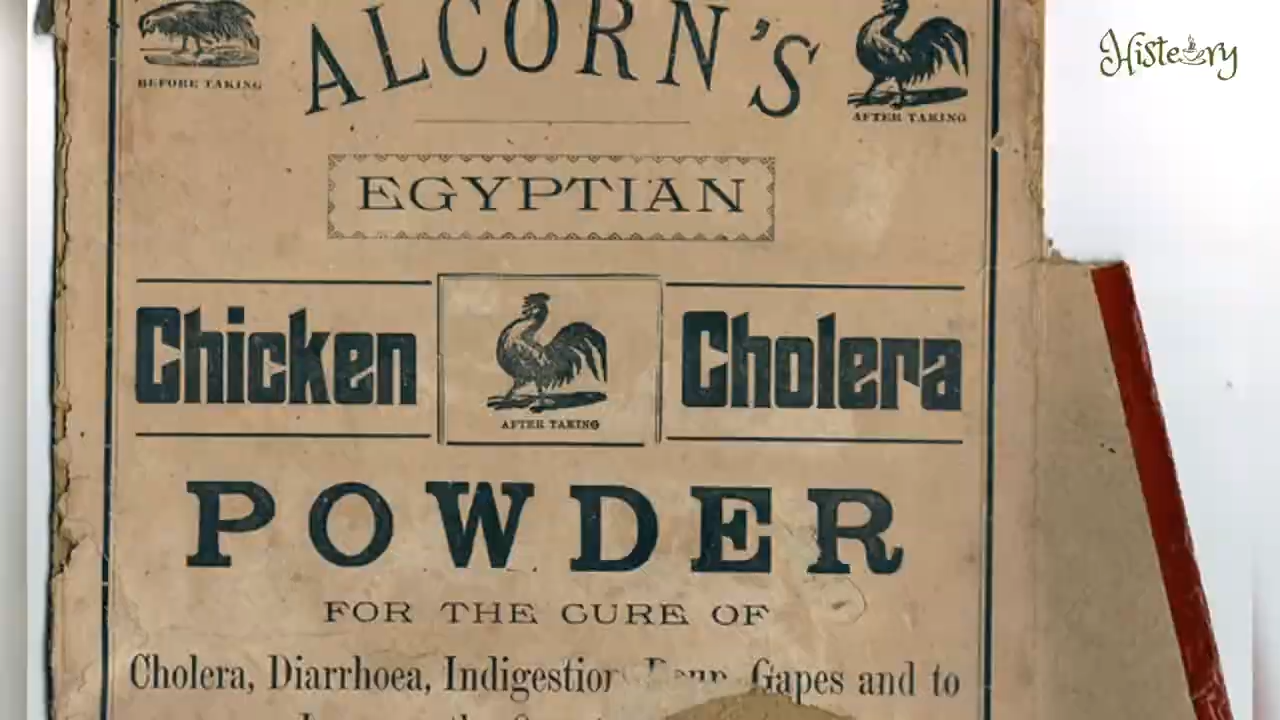 ALCORN'S
BEFORE TAKING
AFTER TAKING
EGYPTIAN
Chicken
Cholera
AFTER TAKING
POWDER
FOR THE CURE OF
Cholera, Diarrhoea, Indigestion Gapes and to
Histeory